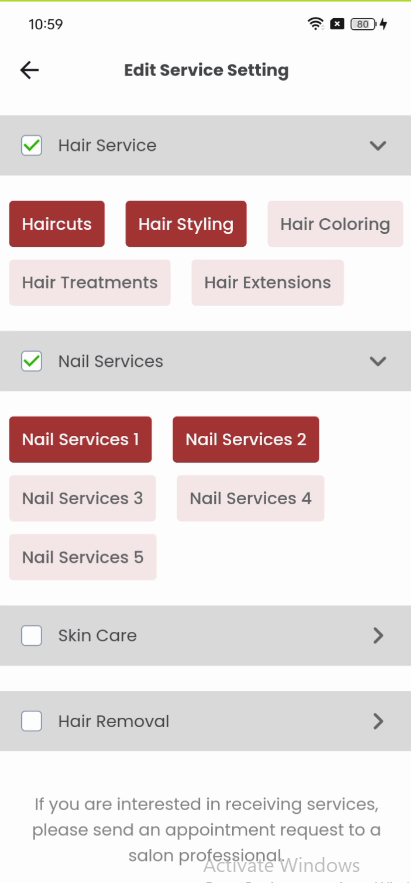 10:59
80
Edit Service Setting
Hair Service
Haircuts Hair Styling Hair Coloring
Hair Treatments Hair Extensions
Nail Services
Nail Services 1 Nail Services 2
Nail Services 3 Nail Services 4
Nail Services 5
Skin Care
Hair Removal
If you are interested in receiving services,
please send an appointment request to a
salon professional.
Activate Windows